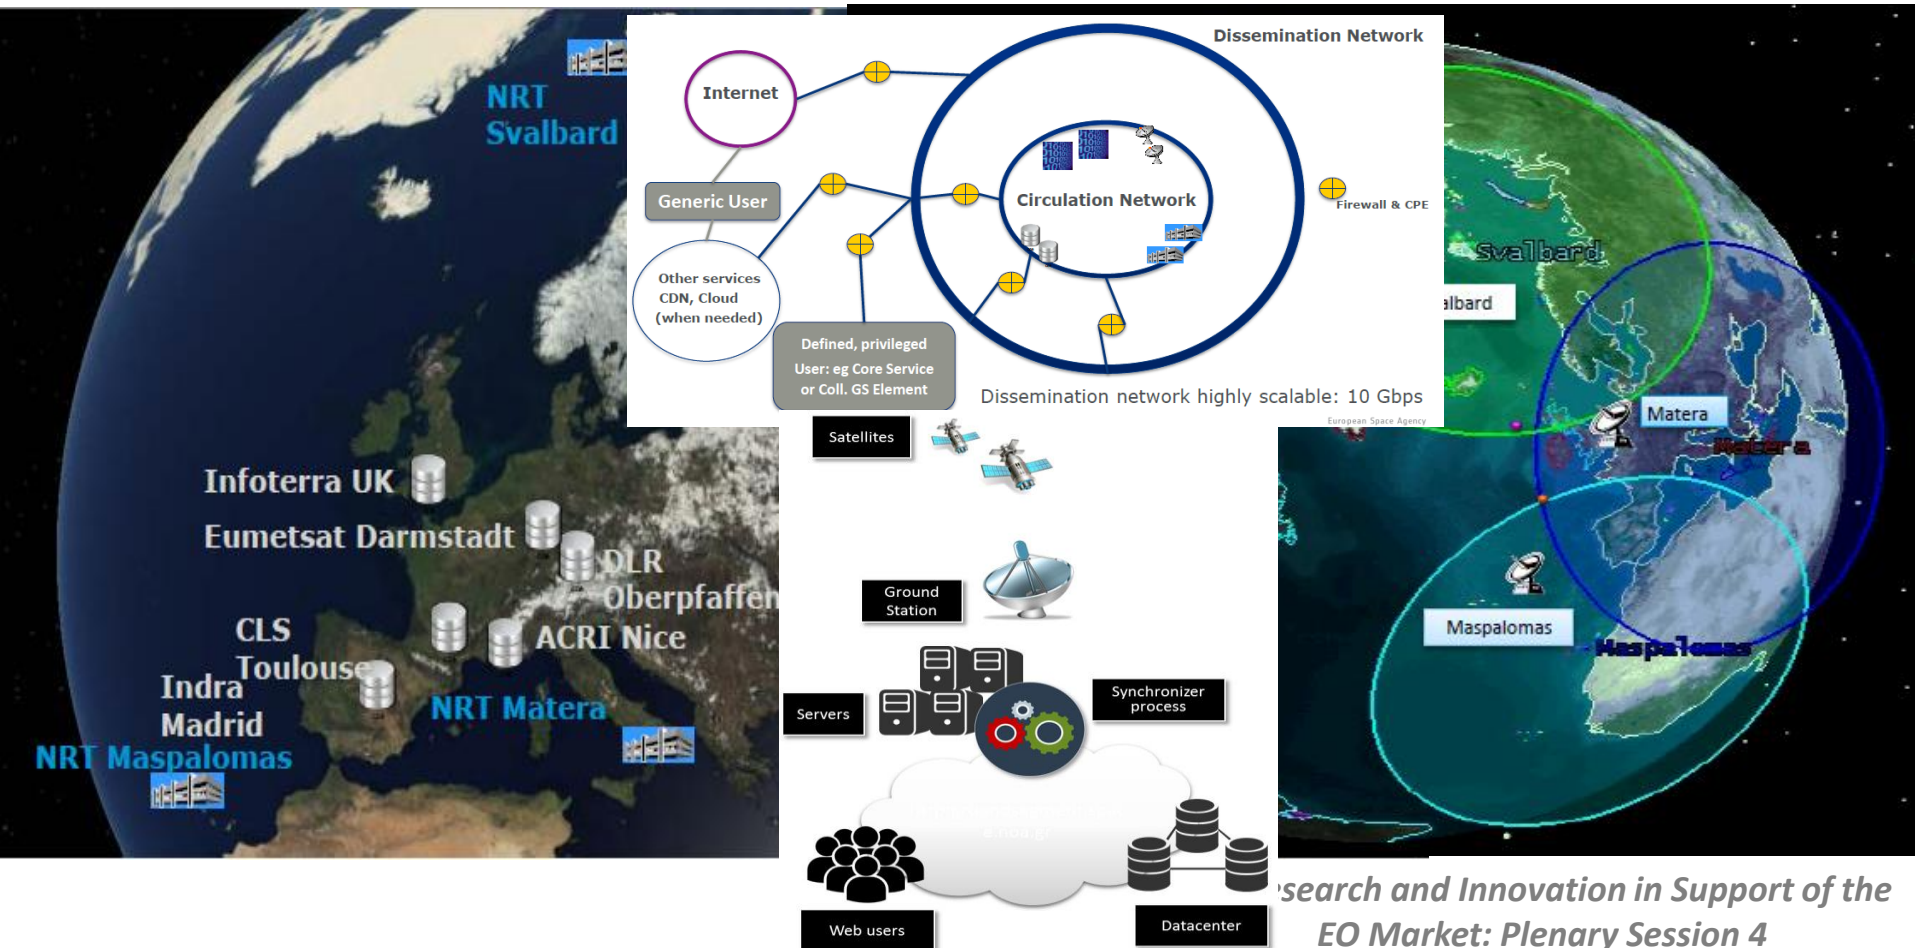 NRT
Svalbard
Infoterra UK
Eumetsat Darmstadt
DLR
Oberpfaffen
CLS
Toulouse
ACRI Nice
Indra
Madrid
NRT Matera
NRT Maspalomas
Dissemination Network
Internet
Generic User
Circulation Network
Firewall & CPE
Other services
CDN, Cloud
(when needed)
Defined, privileged
User: eg Core Service
or Coll. GS Element
Dissemination network highly scalable: 10 Gbps
European Space Agency
Satellites
Ground
Station
Servers
Synchronizer
process
Web users
Datacenter
Svalbard
albard
Matera
Matera
Maspalomas
Maspalomas
search and Innovation in Support of the
EO Market: Plenary Session 4